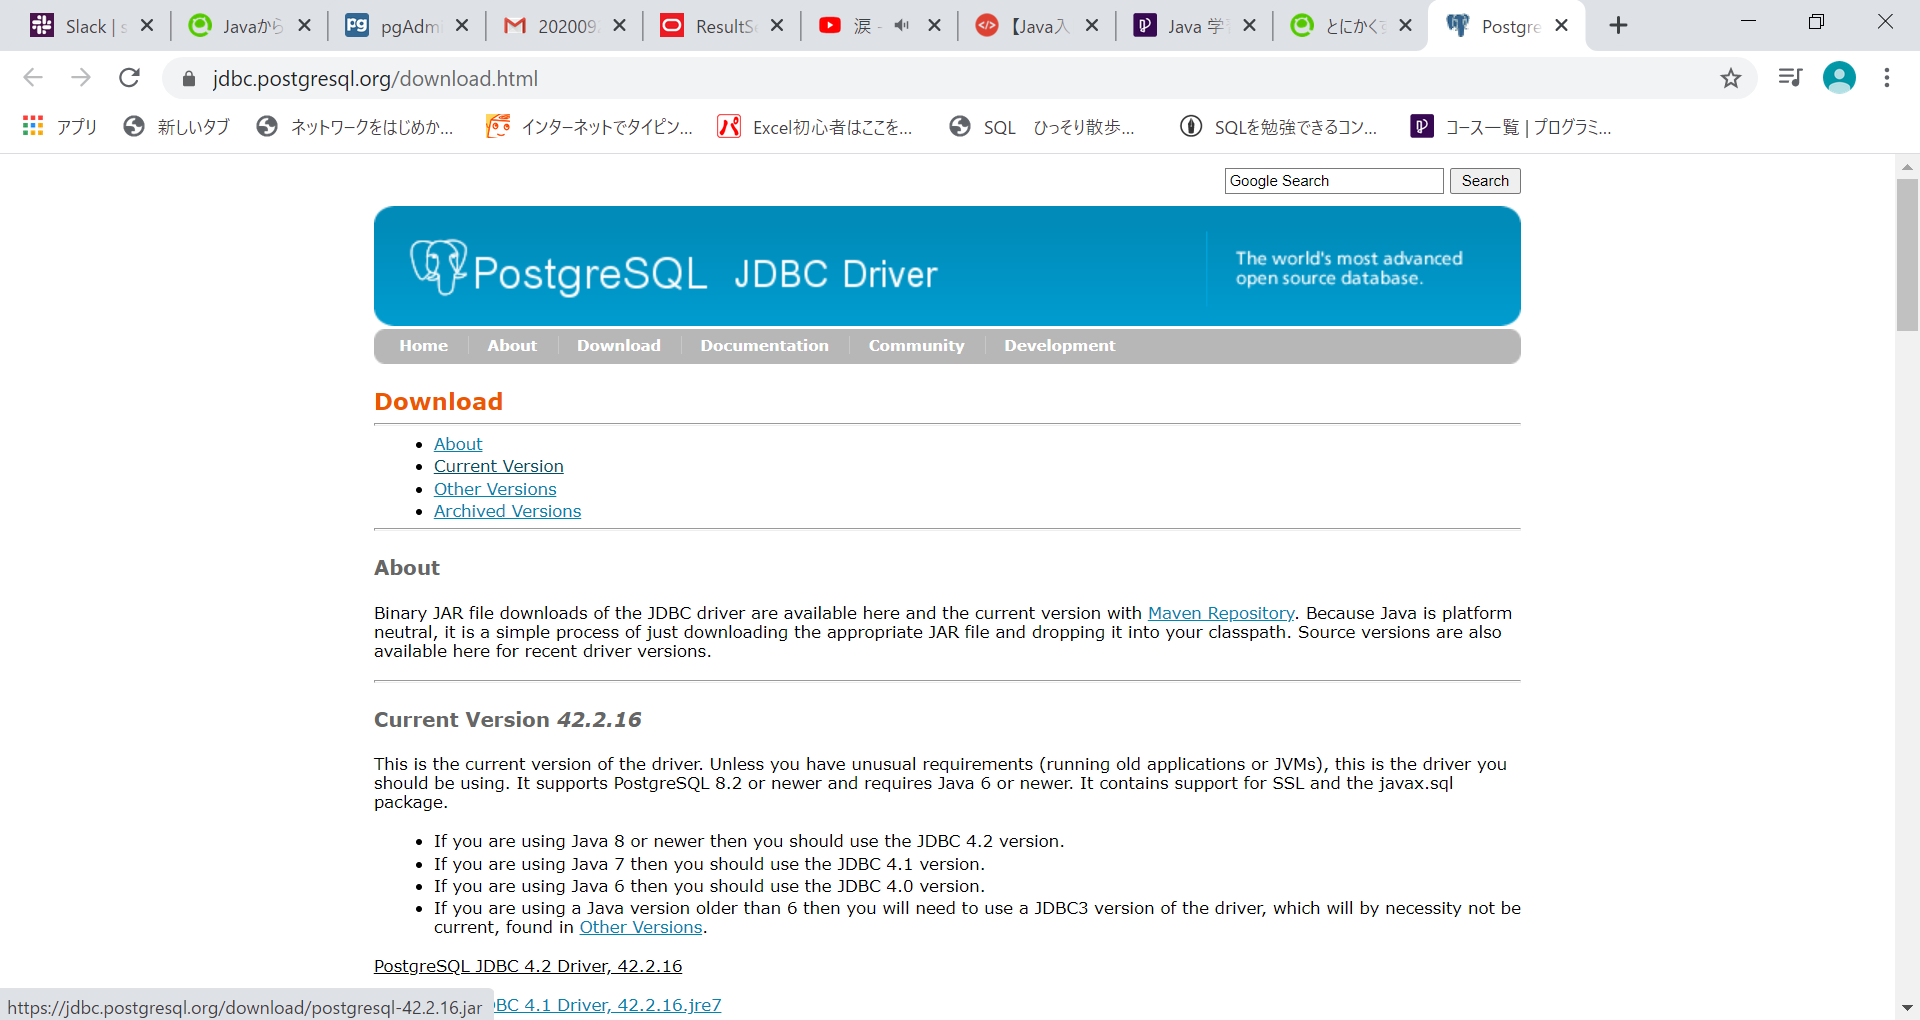 Slack | s
Javaから
pgAdmi
202009
ResultSe
涙 -
【Java入
Java 学
とにかくす
Postgre
jdbc.postgresql.org/download.html
アプリ
新しいタブ
ネットワークをはじめか...
インターネットでタイピン...
Excel初心者はここを...
SQL ひっそり散歩...
SQLを勉強できるコン...
コース一覧 | プログラミ...
Google Search
Search
PostgreSQL JDBC Driver
The world's most advanced
open source database.
Home
About
Download
Documentation
Community
Development
Download
• About
• Current Version
• Other Versions
• Archived Versions
About
Binary JAR file downloads of the JDBC driver are available here and the current version with Maven Repository. Because Java is platform
neutral, it is a simple process of just downloading the appropriate JAR file and dropping it into your classpath. Source versions are also
available here for recent driver versions.
Current Version 42.2.16
This is the current version of the driver. Unless you have unusual requirements (running old applications or JVMs), this is the driver you
should be using. It supports PostgreSQL 8.2 or newer and requires Java 6 or newer. It contains support for SSL and the javax.sql
package.
• If you are using Java 8 or newer then you should use the JDBC 4.2 version.
• If you are using Java 7 then you should use the JDBC 4.1 version.
• If you are using Java 6 then you should use the JDBC 4.0 version.
• If you are using a Java version older than 6 then you will need to use a JDBC3 version of the driver, which will by necessity not be
current, found in Other Versions.
PostgreSQL JDBC 4.2 Driver, 42.2.16
DBC 4.1 Driver, 42.2.16.jre7
https://jdbc.postgresql.org/download/postgresql-42.2.16.jar